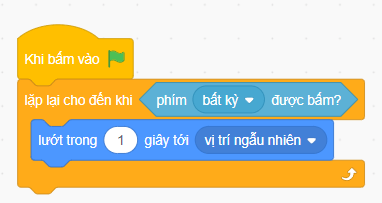 Khi bấm vào
lặp lại cho đến khi phím bất kỳ được bấm?
lướt trong 1 giây tới vị trí ngẫu nhiên